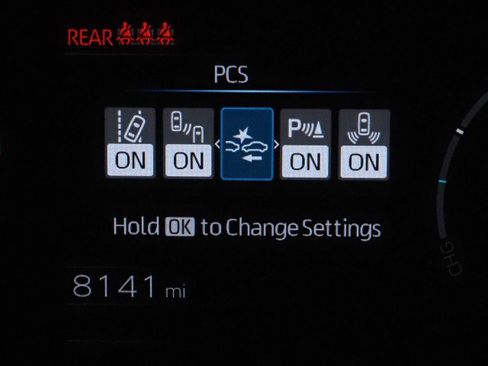 REAR
PCS
ON ON P ON ON
Hold OK to Change Settings
8141 mi
CHG